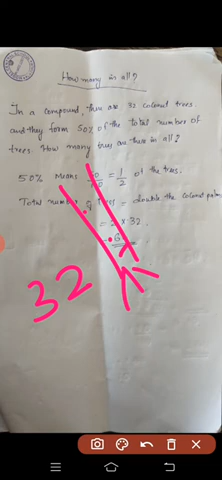 How many in all?
In a compound, there are 32 coconut trees.
and they form 50% of the total number of
trees. How many trees are there in all?
50% means = 1/2 of the trees.
Total number of trees = double the coconut palms
= 2 × 32
32